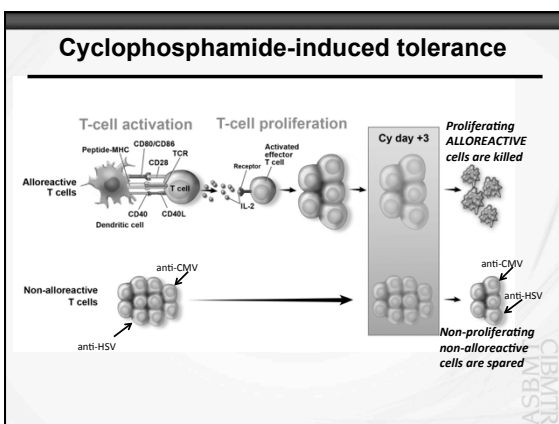 Cyclophosphamide-induced tolerance
T-cell activation
T-cell proliferation
Peptide-MHC
CD80/CD86
TCR
CD28
Alloreactive
T cells
T cell
CD40
CD40L
Dendritic cell
Receptor
Activated
effector
T cell
IL-2
Cy day +3
Proliferating
ALLOREACTIVE
cells are killed
anti-CMV
Non-alloreactive
T cells
anti-HSV
anti-CMV
anti-HSV
Non-proliferating
non-alloreactive
cells are spared
CIBMTR
WBSA